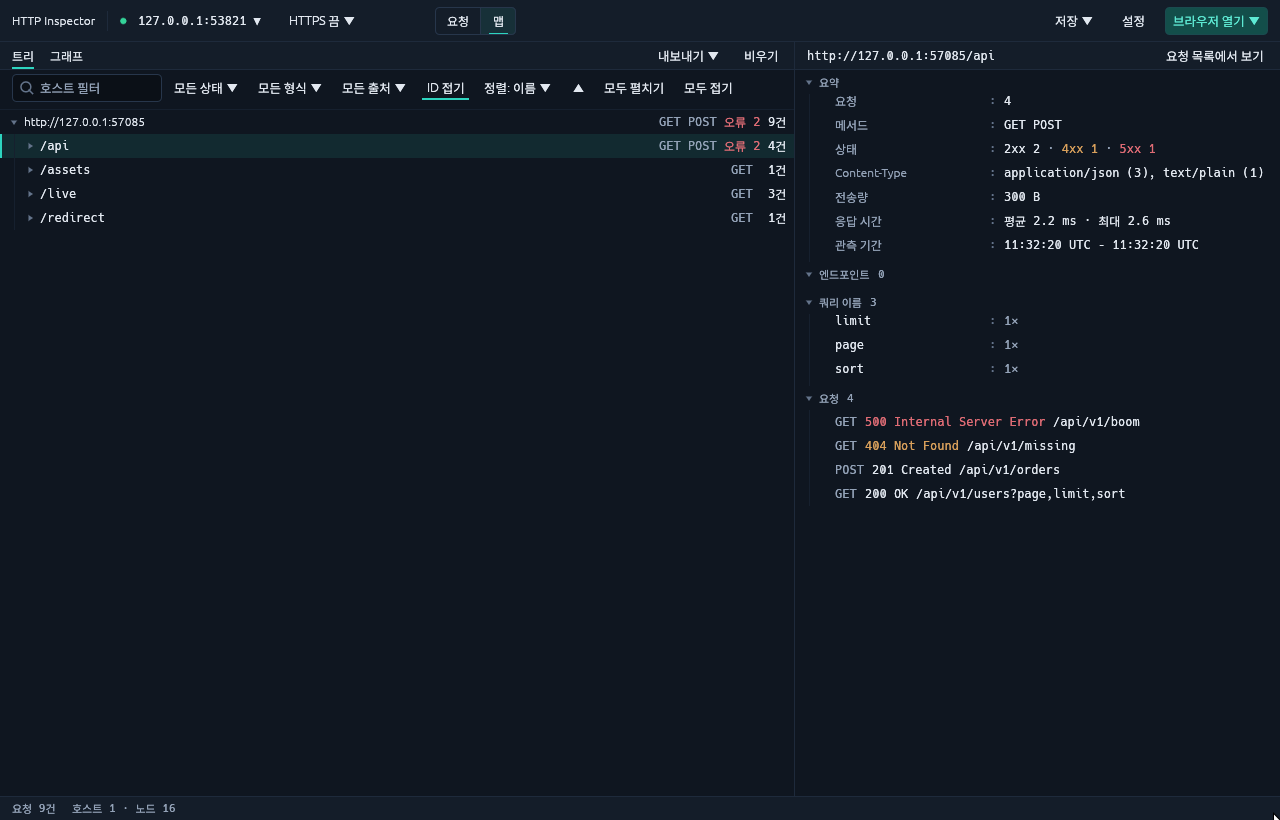 HTTP Inspector ● 127.0.0.1:53821 ▼ HTTPS 끔 ▼ 요청 맵 저장 ▼ 설정 브라우저 열기 ▼
트리 그래프 내보내기 ▼ 비우기
호스트 필터 모든 상태 ▼ 모든 형식 ▼ 모든 출처 ▼ ID 접기 정렬: 이름 ▼ ▲ 모두 펼치기 모두 접기
http://127.0.0.1:57085 GET POST 오류 2 9건
/api GET POST 오류 2 4건
/assets GET 1건
/live GET 3건
/redirect GET 1건
http://127.0.0.1:57085/api 요청 목록에서 보기
요약
요청 : 4
메서드 : GET POST
상태 : 2xx 2 · 4xx 1 · 5xx 1
Content-Type : application/json (3), text/plain (1)
전송량 : 300 B
응답 시간 : 평균 2.2 ms · 최대 2.6 ms
관측 기간 : 11:32:20 UTC - 11:32:20 UTC
엔드포인트 0
쿼리 이름 3
limit : 1×
page : 1×
sort : 1×
요청 4
GET 500 Internal Server Error /api/v1/boom
GET 404 Not Found /api/v1/missing
POST 201 Created /api/v1/orders
GET 200 OK /api/v1/users?page,limit,sort
요청 9건 호스트 1 · 노드 16